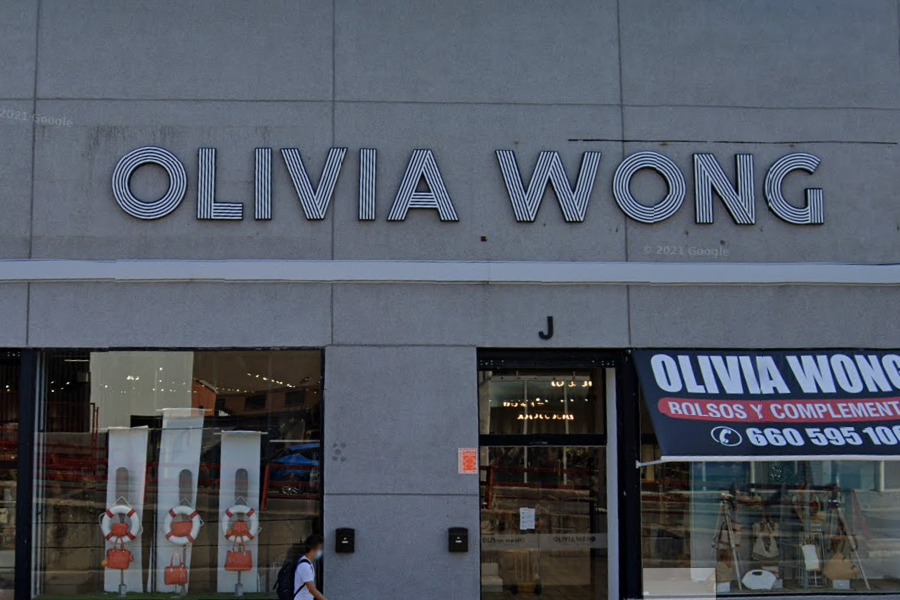 2021 Google
OLIVIA WONG
© 2021 Google
J
OLIVIA WONG
BOLSOS Y COMPLEMENT
660 595 10